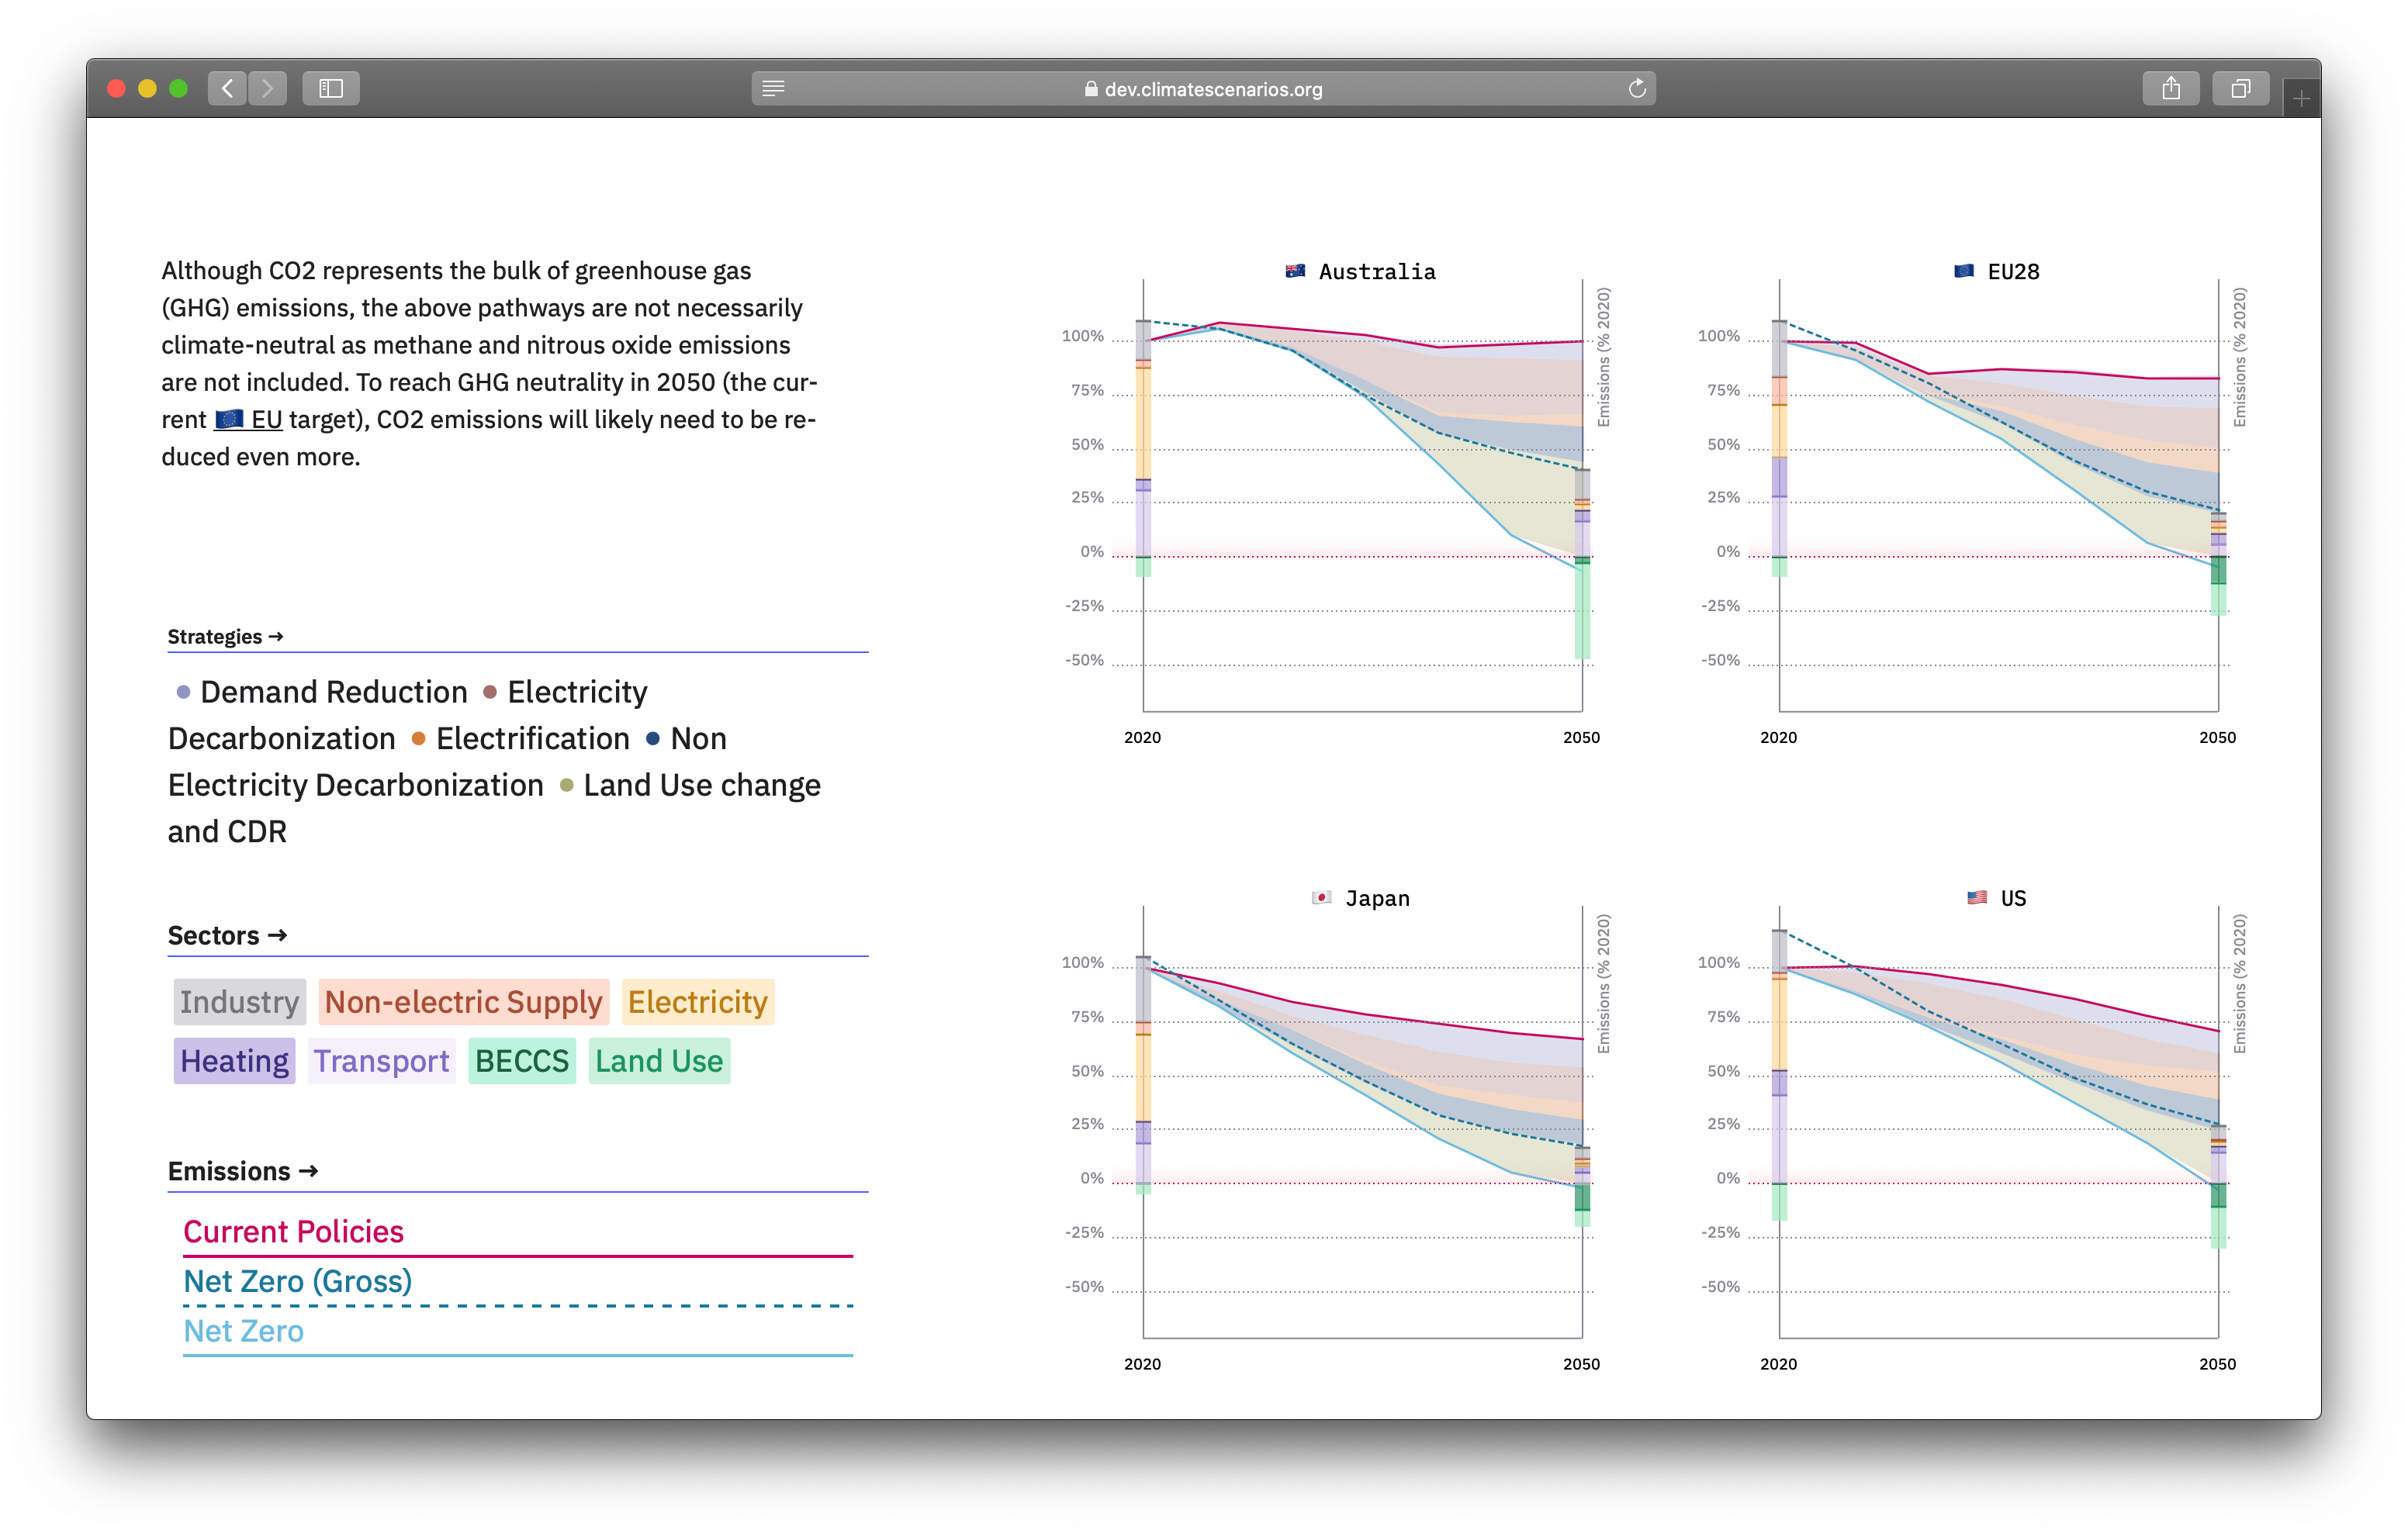 dev.climatescenarios.org
Although CO2 represents the bulk of greenhouse gas
(GHG) emissions, the above pathways are not necessarily
climate-neutral as methane and nitrous oxide emissions
are not included. To reach GHG neutrality in 2050 (the cur-
rent 🇪🇺 EU target), CO2 emissions will likely need to be re-
duced even more.
Strategies →
Demand Reduction Electricity
Decarbonization Electrification Non
Electricity Decarbonization Land Use change
and CDR
Sectors →
Industry Non-electric Supply Electricity
Heating Transport BECCS Land Use
Emissions →
Current Policies
Net Zero (Gross)
Net Zero
Australia
Emissions (% 2020)
100%
75%
50%
25%
0%
-25%
-50%
2020 2050
EU28
Emissions (% 2020)
100%
75%
50%
25%
0%
-25%
-50%
2020 2050
Japan
Emissions (% 2020)
100%
75%
50%
25%
0%
-25%
-50%
2020 2050
US
Emissions (% 2020)
100%
75%
50%
25%
0%
-25%
-50%
2020 2050